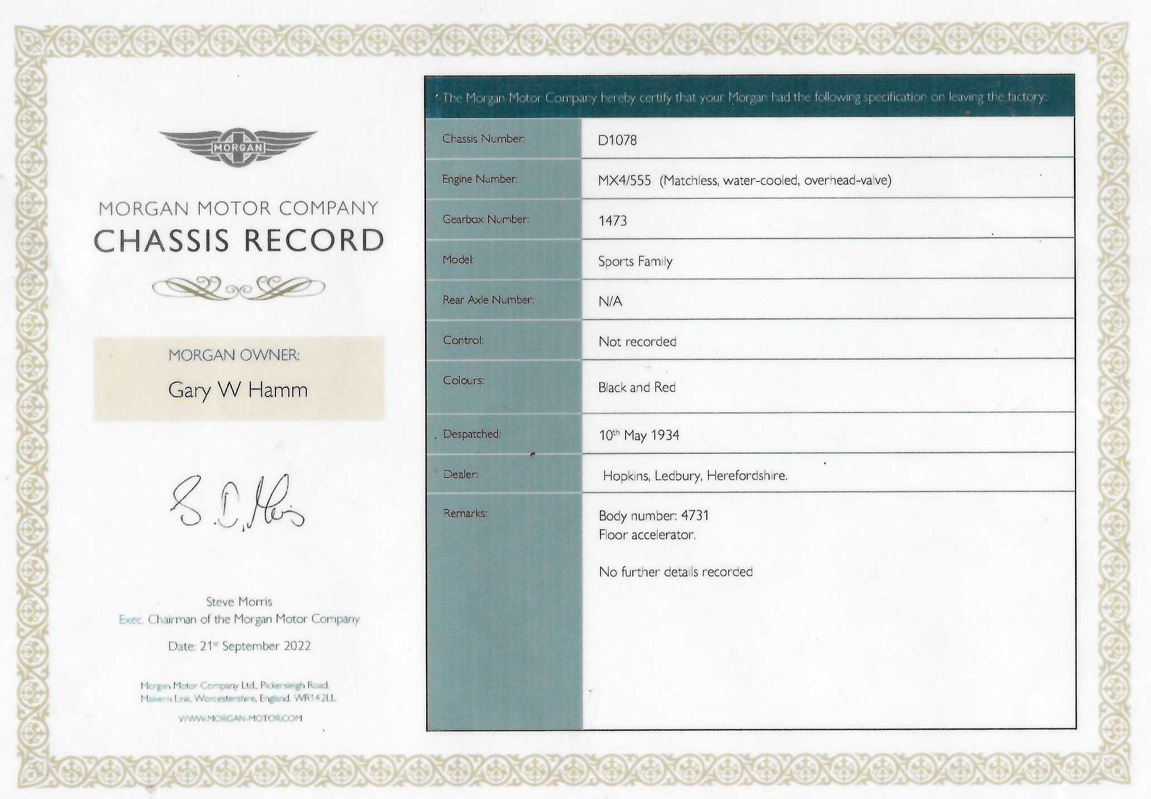 MORGAN
MORGAN MOTOR COMPANY
CHASSIS RECORD
MORGAN OWNER:
Gary W Hamm
S.D. Morris
Steve Morris
Exec. Chairman of the Morgan Motor Company
Date: 21st September 2022
Morgan Motor Company Ltd., Pickersleigh Road,
Malvern Link, Worcestershire, England. WR14 2LL
WWW.MORGAN-MOTOR.COM
The Morgan Motor Company hereby certify that your Morgan had the following specification on leaving the factory:
Chassis Number: D1078
Engine Number: MX4/555 (Matchless, water-cooled, overhead-valve)
Gearbox Number: 1473
Model: Sports Family
Rear Axle Number: N/A
Control: Not recorded
Colours: Black and Red
Despatched: 10th May 1934
Dealer: Hopkins, Ledbury, Herefordshire.
Remarks: Body number: 4731
Floor accelerator.
No further details recorded